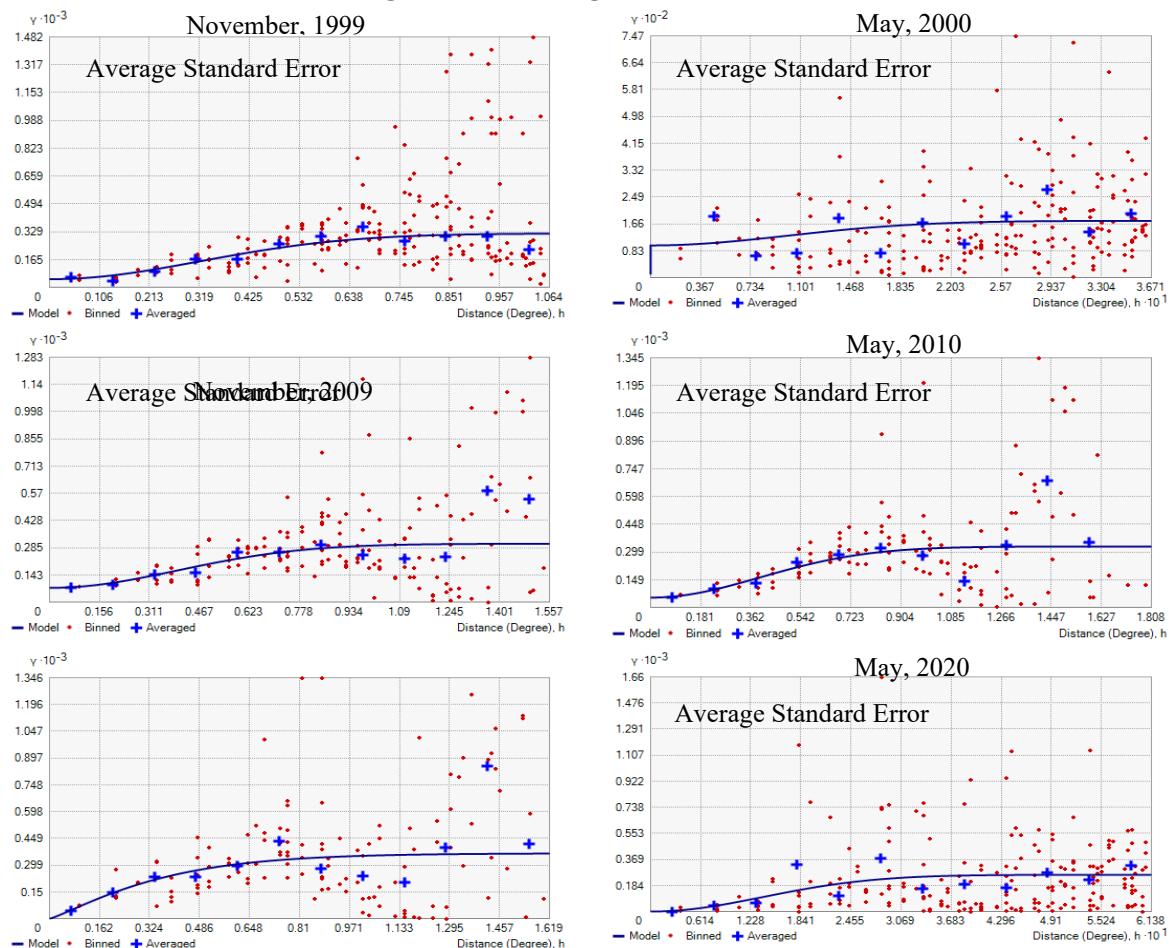 γ ·10⁻³
November, 1999
Average Standard Error
1.482
1.317
1.153
0.988
0.823
0.659
0.494
0.329
0.165
0 0.106 0.213 0.319 0.425 0.532 0.638 0.745 0.851 0.957 1.064
Model Binned Averaged Distance (Degree), h
γ ·10⁻²
May, 2000
Average Standard Error
7.47
6.64
5.81
4.98
4.15
3.32
2.49
1.66
0.83
0 0.367 0.734 1.101 1.468 1.835 2.203 2.57 2.937 3.304 3.671
Model Binned Averaged Distance (Degree), h ·10¹
γ ·10⁻³
Average Standard Error
November, 2009
1.283
1.14
0.998
0.855
0.713
0.57
0.428
0.285
0.143
0 0.156 0.311 0.467 0.623 0.778 0.934 1.09 1.245 1.401 1.557
Model Binned Averaged Distance (Degree), h
γ ·10⁻³
May, 2010
Average Standard Error
1.345
1.195
1.046
0.896
0.747
0.598
0.448
0.299
0.149
0 0.181 0.362 0.542 0.723 0.904 1.085 1.266 1.447 1.627 1.808
Model Binned Averaged Distance (Degree), h
γ ·10⁻³
1.346
1.196
1.047
0.897
0.748
0.598
0.449
0.299
0.15
0 0.162 0.324 0.486 0.648 0.81 0.971 1.133 1.295 1.457 1.619
Model Binned Averaged Distance (Degree), h
γ ·10⁻³
May, 2020
Average Standard Error
1.66
1.476
1.291
1.107
0.922
0.738
0.553
0.369
0.184
0 0.614 1.228 1.841 2.455 3.069 3.683 4.296 4.91 5.524 6.138
Model Binned Averaged Distance (Degree), h ·10¹